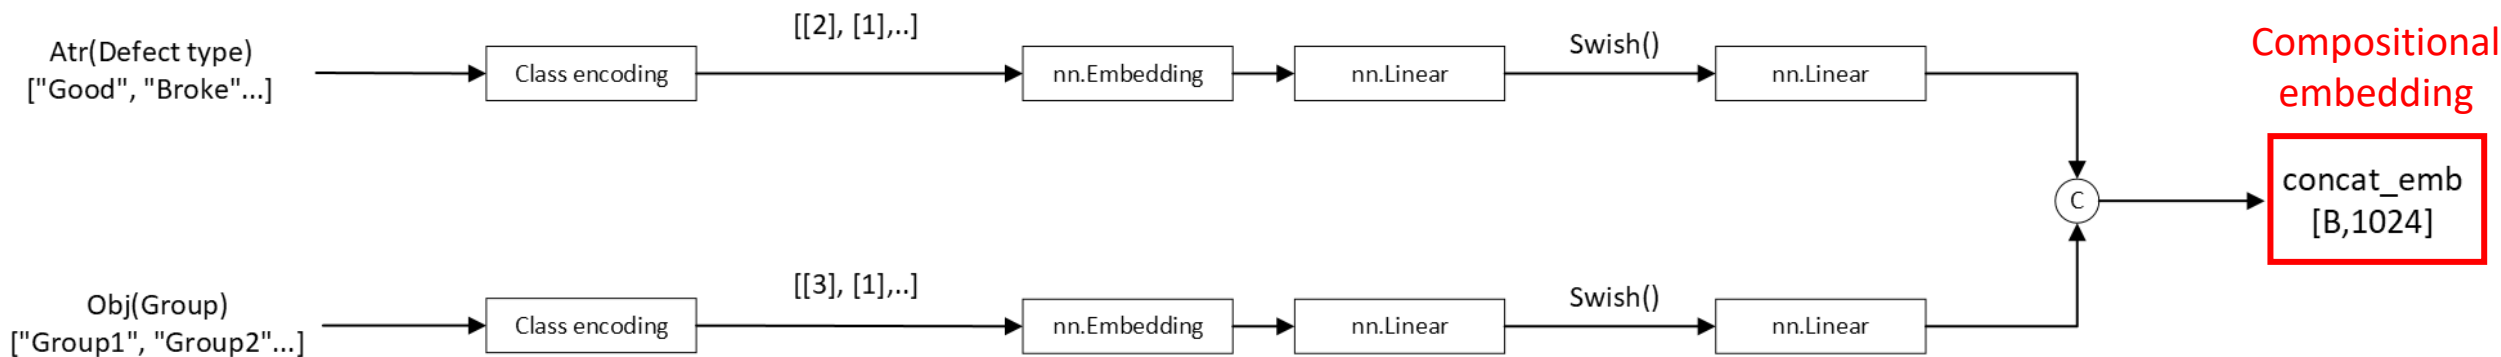 Atr(Defect type)
["Good", "Broke"...]
Class encoding
[[2], [1],..]
nn.Embedding
nn.Linear
Swish()
nn.Linear
Compositional
embedding
C
concat_emb
[B,1024]
Obj(Group)
["Group1", "Group2"...]
Class encoding
[[3], [1],..]
nn.Embedding
nn.Linear
Swish()
nn.Linear